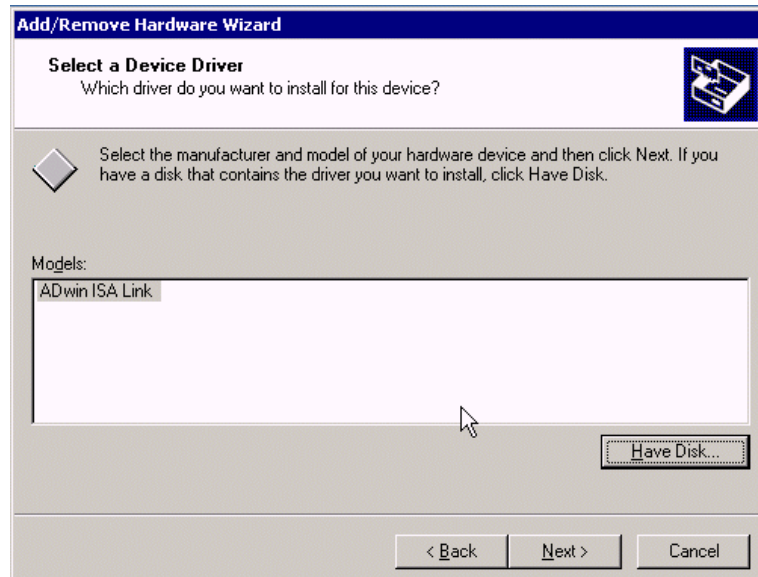 Add/Remove Hardware Wizard
Select a Device Driver
Which driver do you want to install for this device?
Select the manufacturer and model of your hardware device and then click Next. If you
have a disk that contains the driver you want to install, click Have Disk.
Models:
ADwin ISA Link
Have Disk...
< Back
Next >
Cancel